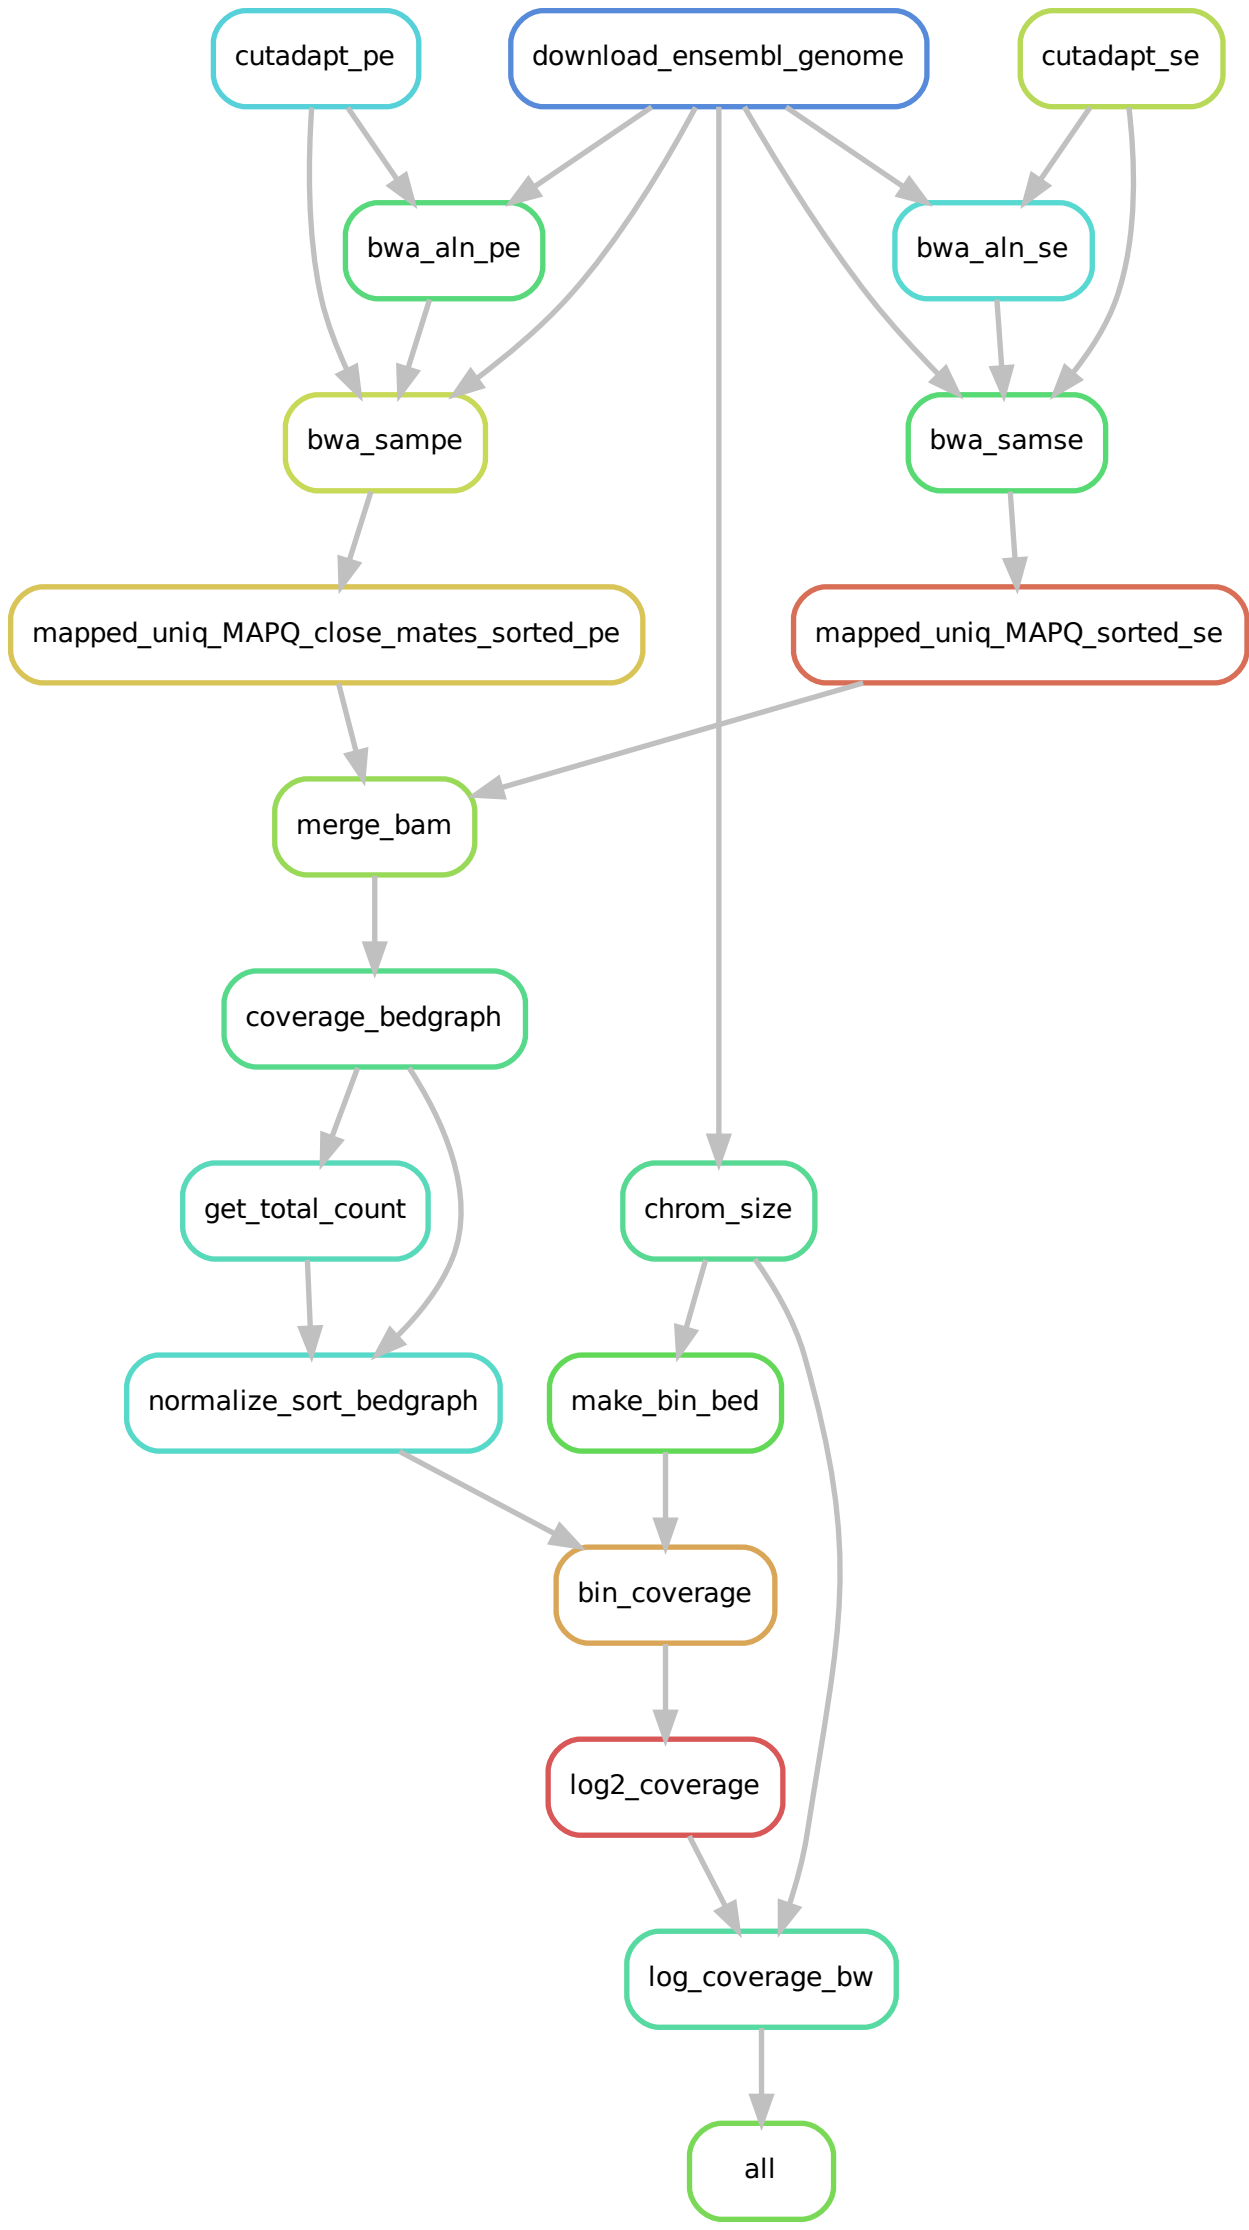 cutadapt_pe
download_ensembl_genome
cutadapt_se
bwa_aln_pe
bwa_aln_se
bwa_sampe
bwa_samse
mapped_uniq_MAPQ_close_mates_sorted_pe
mapped_uniq_MAPQ_sorted_se
merge_bam
coverage_bedgraph
get_total_count
chrom_size
normalize_sort_bedgraph
make_bin_bed
bin_coverage
log2_coverage
log_coverage_bw
all